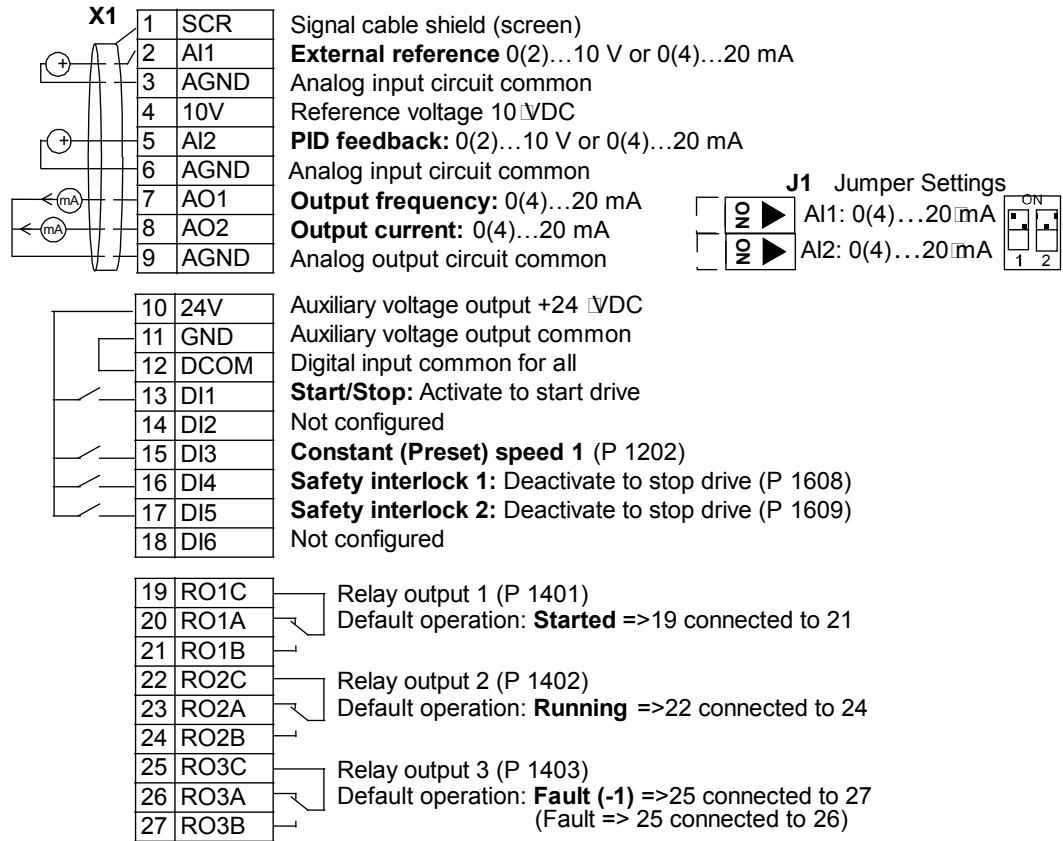 X1
1 SCR Signal cable shield (screen)
2 AI1 External reference 0(2)…10 V or 0(4)…20 mA
3 AGND Analog input circuit common
4 10V Reference voltage 10 VDC
5 AI2 PID feedback: 0(2)…10 V or 0(4)…20 mA
6 AGND Analog input circuit common
7 AO1 Output frequency: 0(4)…20 mA
8 AO2 Output current: 0(4)…20 mA
9 AGND Analog output circuit common
+
+
mA
mA
J1 Jumper Settings
ON AI1: 0(4)…20 mA
ON AI2: 0(4)…20 mA
ON
1 2
10 24V Auxiliary voltage output +24 VDC
11 GND Auxiliary voltage output common
12 DCOM Digital input common for all
13 DI1 Start/Stop: Activate to start drive
14 DI2 Not configured
15 DI3 Constant (Preset) speed 1 (P 1202)
16 DI4 Safety interlock 1: Deactivate to stop drive (P 1608)
17 DI5 Safety interlock 2: Deactivate to stop drive (P 1609)
18 DI6 Not configured
19 RO1C Relay output 1 (P 1401)
20 RO1A Default operation: Started =>19 connected to 21
21 RO1B
22 RO2C Relay output 2 (P 1402)
23 RO2A Default operation: Running =>22 connected to 24
24 RO2B
25 RO3C Relay output 3 (P 1403)
26 RO3A Default operation: Fault (-1) =>25 connected to 27
27 RO3B (Fault => 25 connected to 26)